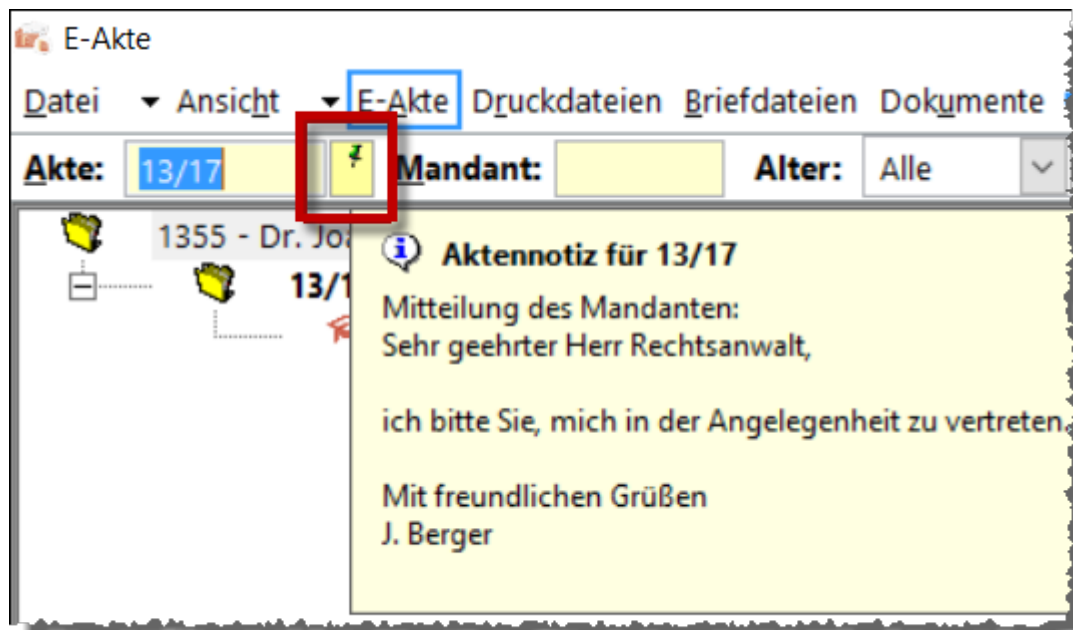 E-Akte
Datei Ansicht E-Akte Druckdateien Briefdateien Dokumente
Akte: 13/17 Mandant: Alter: Alle
1355 - Dr.
Aktennotiz für 13/17
Mitteilung des Mandanten:
Sehr geehrter Herr Rechtsanwalt,
ich bitte Sie, mich in der Angelegenheit zu vertreten.
Mit freundlichen Grüßen
J. Berger